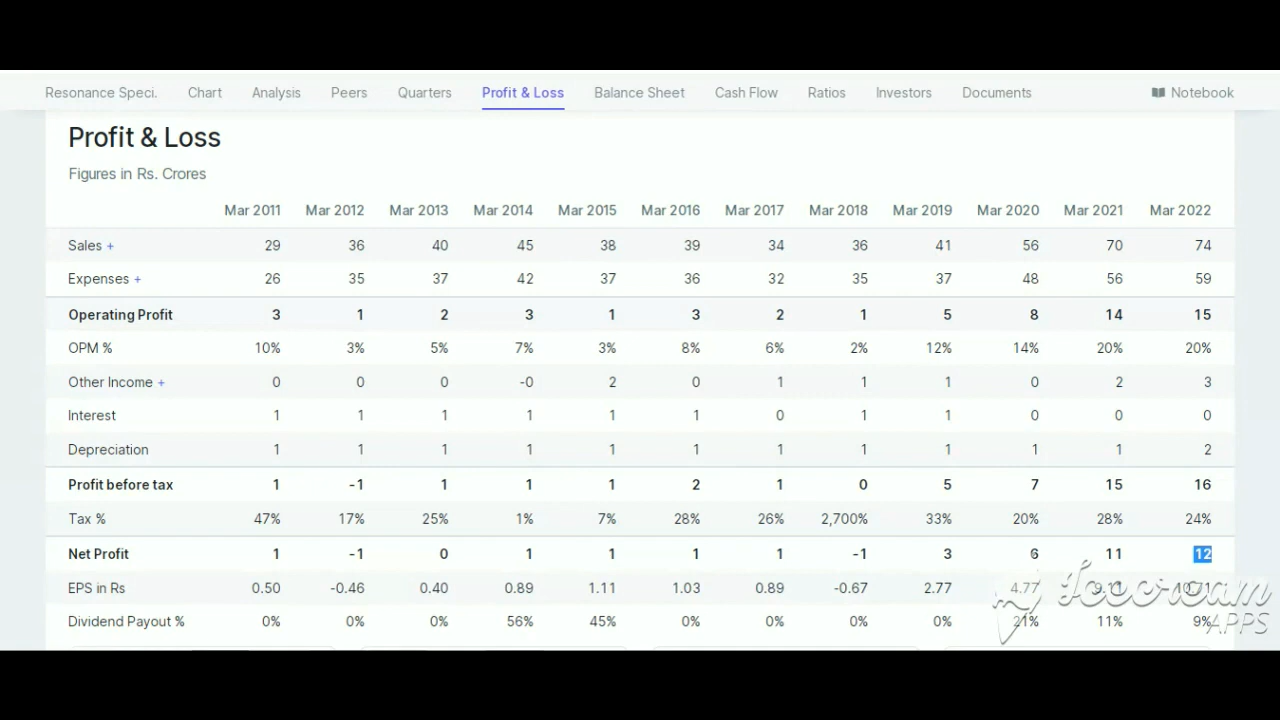 Resonance Speci. Chart Analysis Peers Quarters Profit & Loss Balance Sheet Cash Flow Ratios Investors Documents Notebook
Profit & Loss
Figures in Rs. Crores
Mar 2011 Mar 2012 Mar 2013 Mar 2014 Mar 2015 Mar 2016 Mar 2017 Mar 2018 Mar 2019 Mar 2020 Mar 2021 Mar 2022
Sales + 29 36 40 45 38 39 34 36 41 56 70 74
Expenses + 26 35 37 42 37 36 32 35 37 48 56 59
Operating Profit 3 1 2 3 1 3 2 1 5 8 14 15
OPM % 10% 3% 5% 7% 3% 8% 6% 2% 12% 14% 20% 20%
Other Income + 0 0 0 -0 2 0 1 1 1 0 2 3
Interest 1 1 1 1 1 1 0 1 1 0 0 0
Depreciation 1 1 1 1 1 1 1 1 1 1 1 2
Profit before tax 1 -1 1 1 1 2 1 0 5 7 15 16
Tax % 47% 17% 25% 1% 7% 28% 26% 2,700% 33% 20% 28% 24%
Net Profit 1 -1 0 1 1 1 1 -1 3 6 11 12
EPS in Rs 0.50 -0.46 0.40 0.89 1.11 1.03 0.89 -0.67 2.77 4.77 9.11 10.71
Dividend Payout % 0% 0% 0% 56% 45% 0% 0% 0% 0% 21% 11% 9%
Icecream
APPS